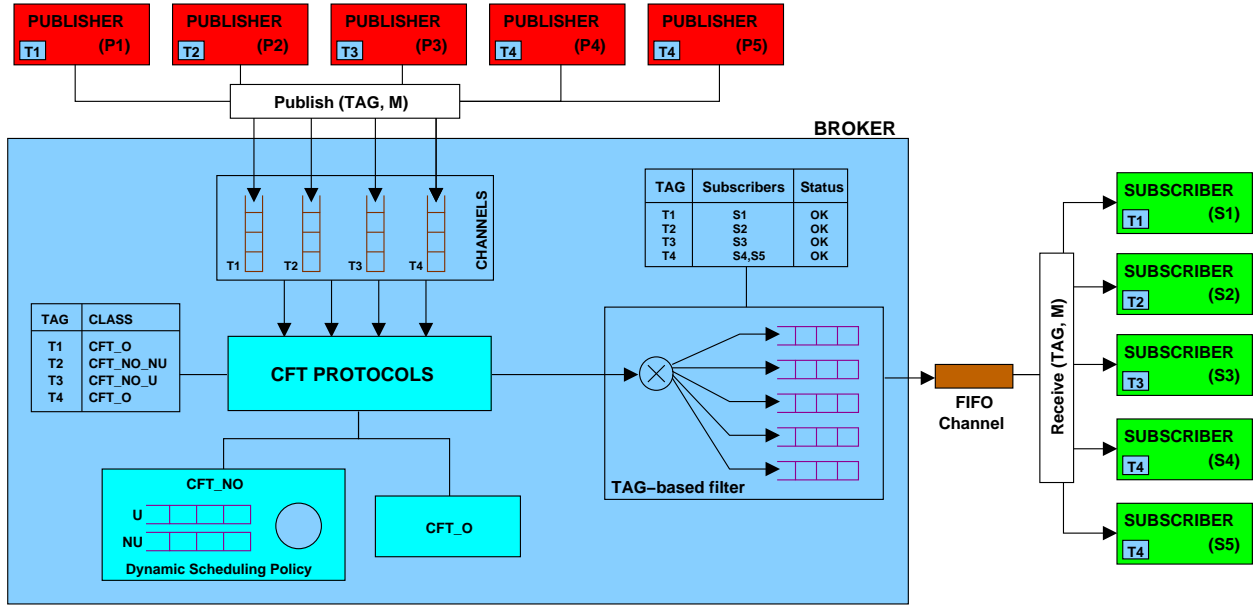 PUBLISHER PUBLISHER PUBLISHER PUBLISHER PUBLISHER
T1 (P1) T2 (P2) T3 (P3) T4 (P4) T4 (P5)
Publish (TAG, M)
BROKER
CHANNELS
T1 T2 T3 T4
TAG Subscribers Status
T1 S1 OK
T2 S2 OK
T3 S3 OK
T4 S4,S5 OK
TAG CLASS
T1 CFT_O
T2 CFT_NO_NU
T3 CFT_NO_U
T4 CFT_O
CFT PROTOCOLS
CFT_NO
U
NU
Dynamic Scheduling Policy
CFT_O
TAG−based filter
FIFO
Channel
Receive (TAG, M)
SUBSCRIBER
T1 (S1)
SUBSCRIBER
T2 (S2)
SUBSCRIBER
T3 (S3)
SUBSCRIBER
T4 (S4)
SUBSCRIBER
T4 (S5)